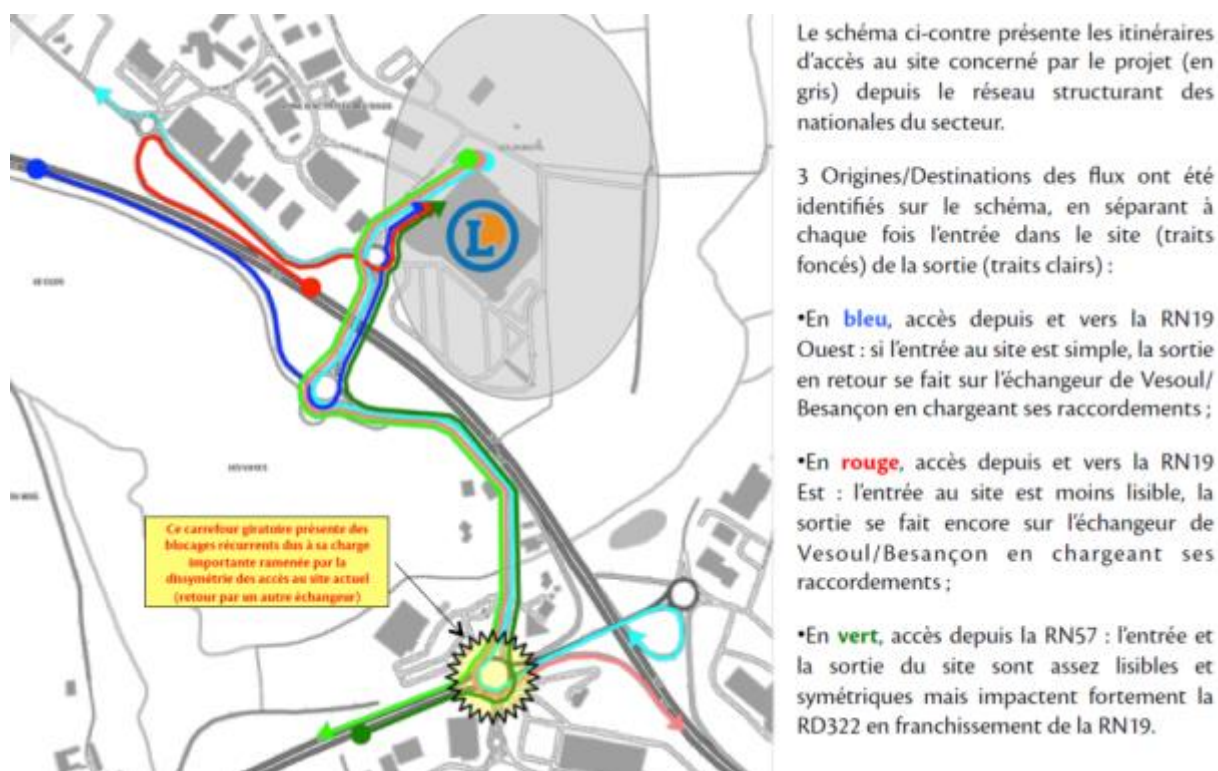 Le schéma ci-contre présente les itinéraires
d'accès au site concerné par le projet (en
gris) depuis le réseau structurant des
nationales du secteur.
3 Origines/Destinations des flux ont été
identifiés sur le schéma, en séparant à
chaque fois l'entrée dans le site (traits
foncés) de la sortie (traits clairs) :
•En bleu, accès depuis et vers la RN19
Ouest : si l'entrée au site est simple, la sortie
en retour se fait sur l'échangeur de Vesoul/
Besançon en chargeant ses raccordements ;
•En rouge, accès depuis et vers la RN19
Est : l'entrée au site est moins lisible, la
sortie se fait encore sur l'échangeur de
Vesoul/Besançon en chargeant ses
raccordements ;
•En vert, accès depuis la RN57 : l'entrée et
la sortie du site sont assez lisibles et
symétriques mais impactent fortement la
RD322 en franchissement de la RN19.
L
Ce carrefour giratoire présente des
blocages récurrents dus à sa charge
importante ramenée par la
dissymétrie des accès au site actuel
(retour par un autre échangeur)